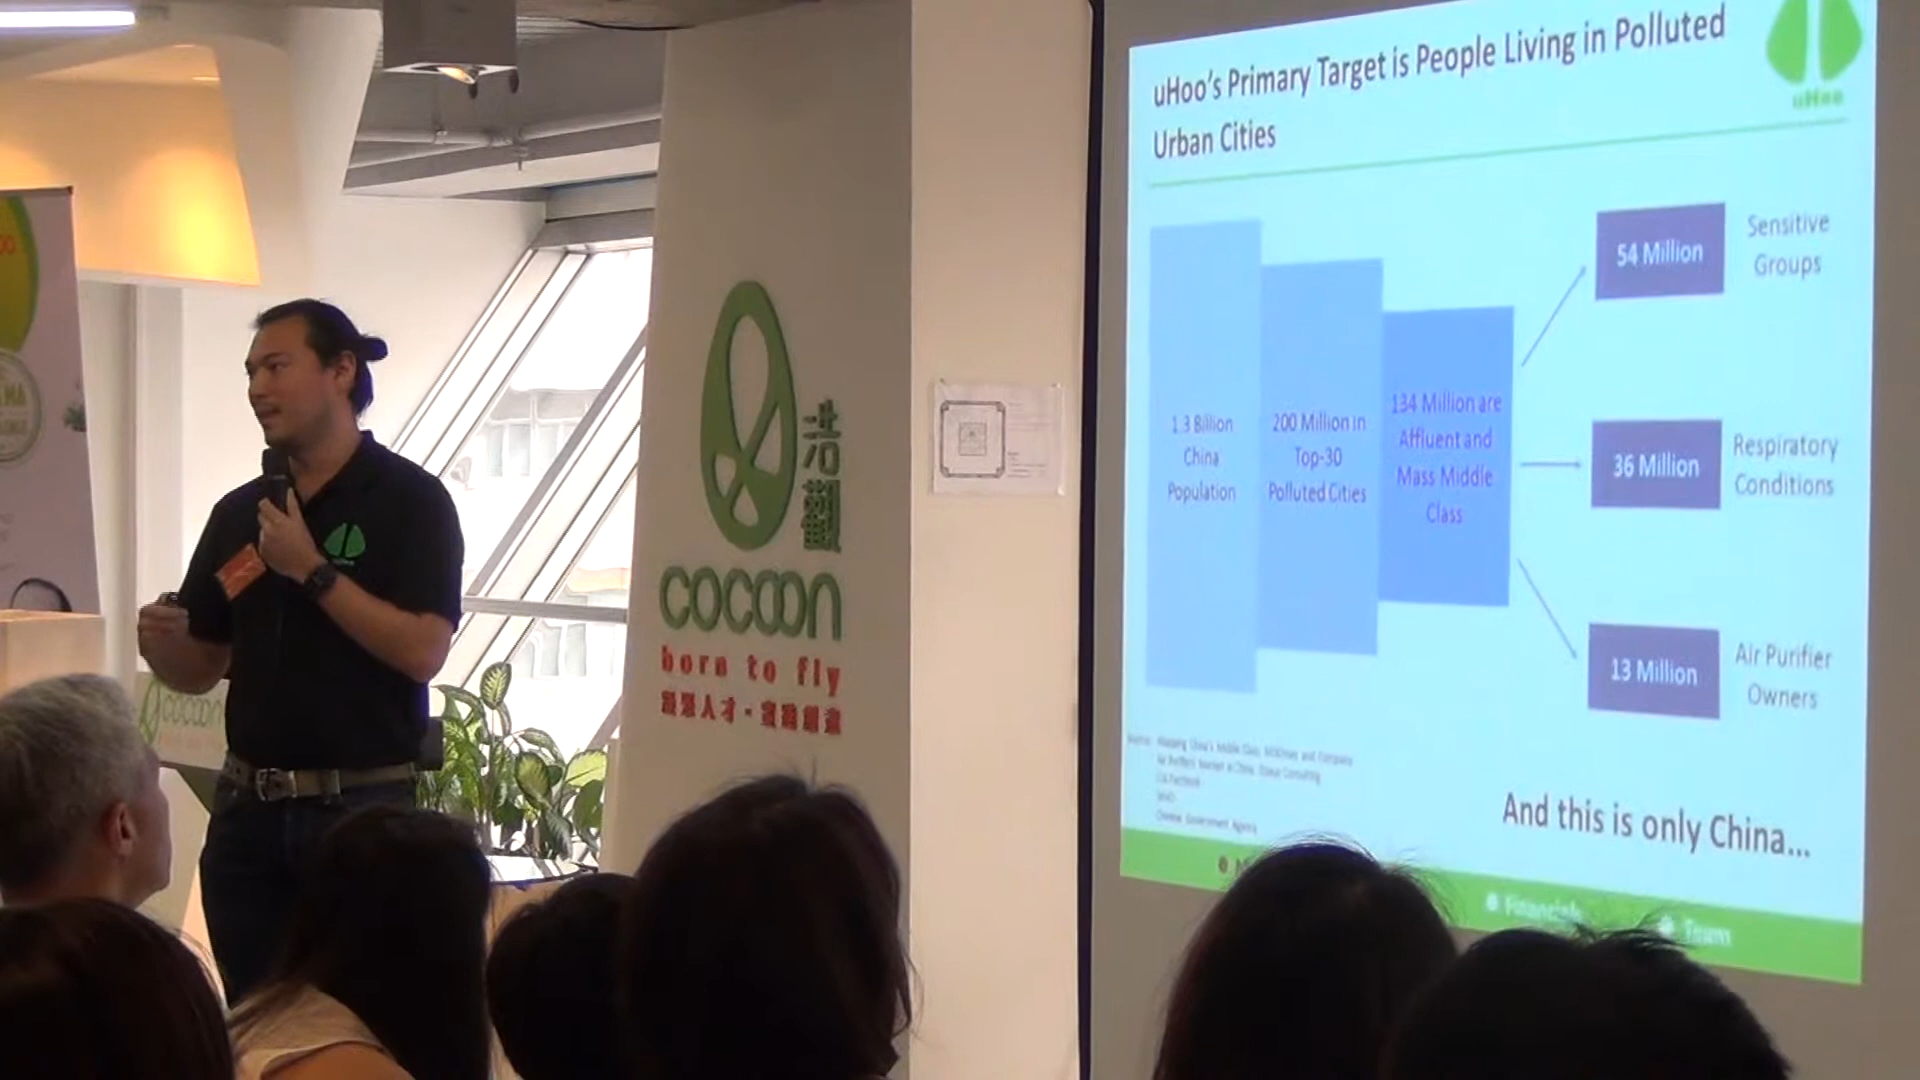 uHoo's Primary Target is People Living in Polluted
Urban Cities
uHoo
1.3 Billion
China
Population
200 Million in
Top-30
Polluted Cities
134 Million are
Affluent and
Mass Middle
Class
54 Million
Sensitive
Groups
36 Million
Respiratory
Conditions
13 Million
Air Purifier
Owners
And this is only China...
Financials
Team
浩觀
cocoon
born to fly
cocoon